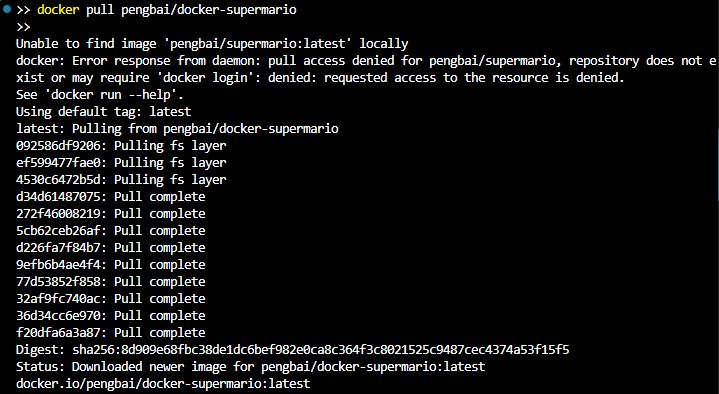 >> docker pull pengbai/docker-supermario
>>
Unable to find image 'pengbai/supermario:latest' locally
docker: Error response from daemon: pull access denied for pengbai/supermario, repository does not e
xist or may require 'docker login': denied: requested access to the resource is denied.
See 'docker run --help'.
Using default tag: latest
latest: Pulling from pengbai/docker-supermario
092586df9206: Pulling fs layer
ef599477fae0: Pulling fs layer
4530c6472b5d: Pulling fs layer
d34d61487075: Pull complete
272f46008219: Pull complete
5cb62ceb26af: Pull complete
d226fa7f84b7: Pull complete
9efb6b4ae4f4: Pull complete
77d53852f858: Pull complete
32af9fc740ac: Pull complete
36d34cc6e970: Pull complete
f20dfa6a3a87: Pull complete
Digest: sha256:8d909e68fbc38de1dc6bef982e0ca8c364f3c8021525c9487cec4374a53f15f5
Status: Downloaded newer image for pengbai/docker-supermario:latest
docker.io/pengbai/docker-supermario:latest